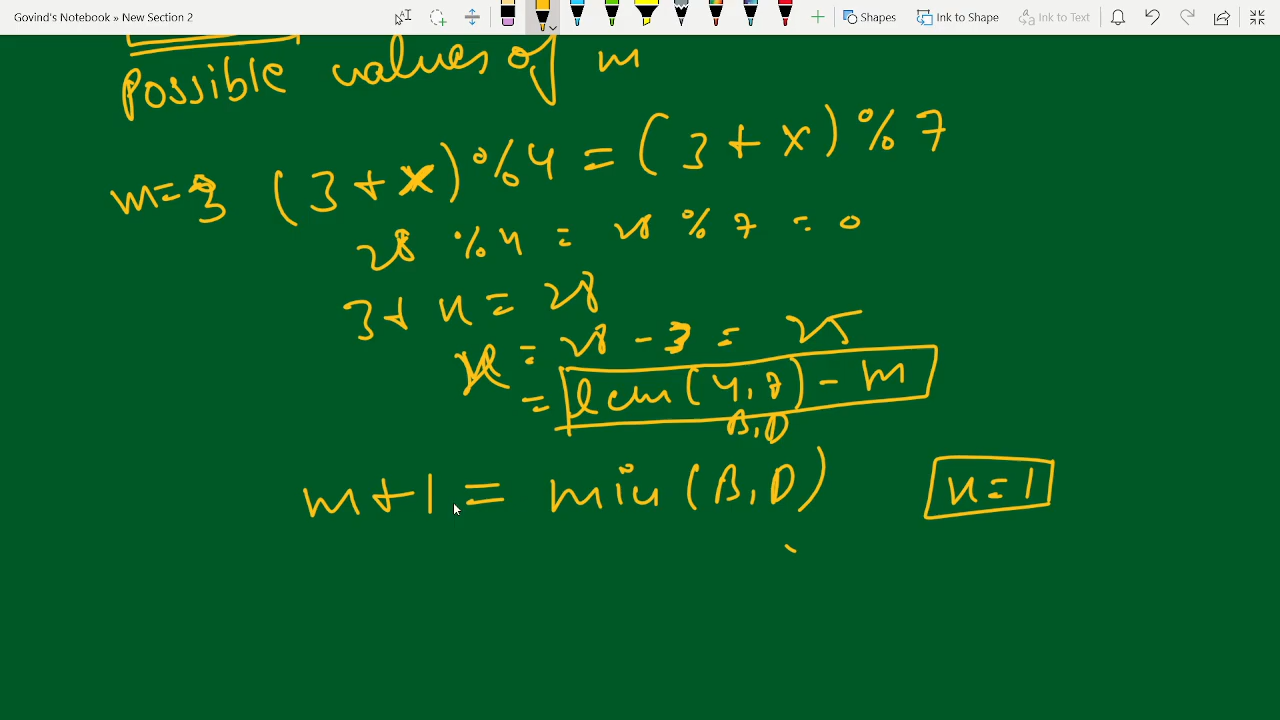 Govind's Notebook » New Section 2
Shapes Ink to Shape Ink to Text
Possible values of m
m=3 (3+x)%4=(3+x)%7
28 %4 = 28 %7 = 0
3+x=28
x=28-3=25
=lcm(4,7)-m
B,D
m+1=min(B,D) x=1